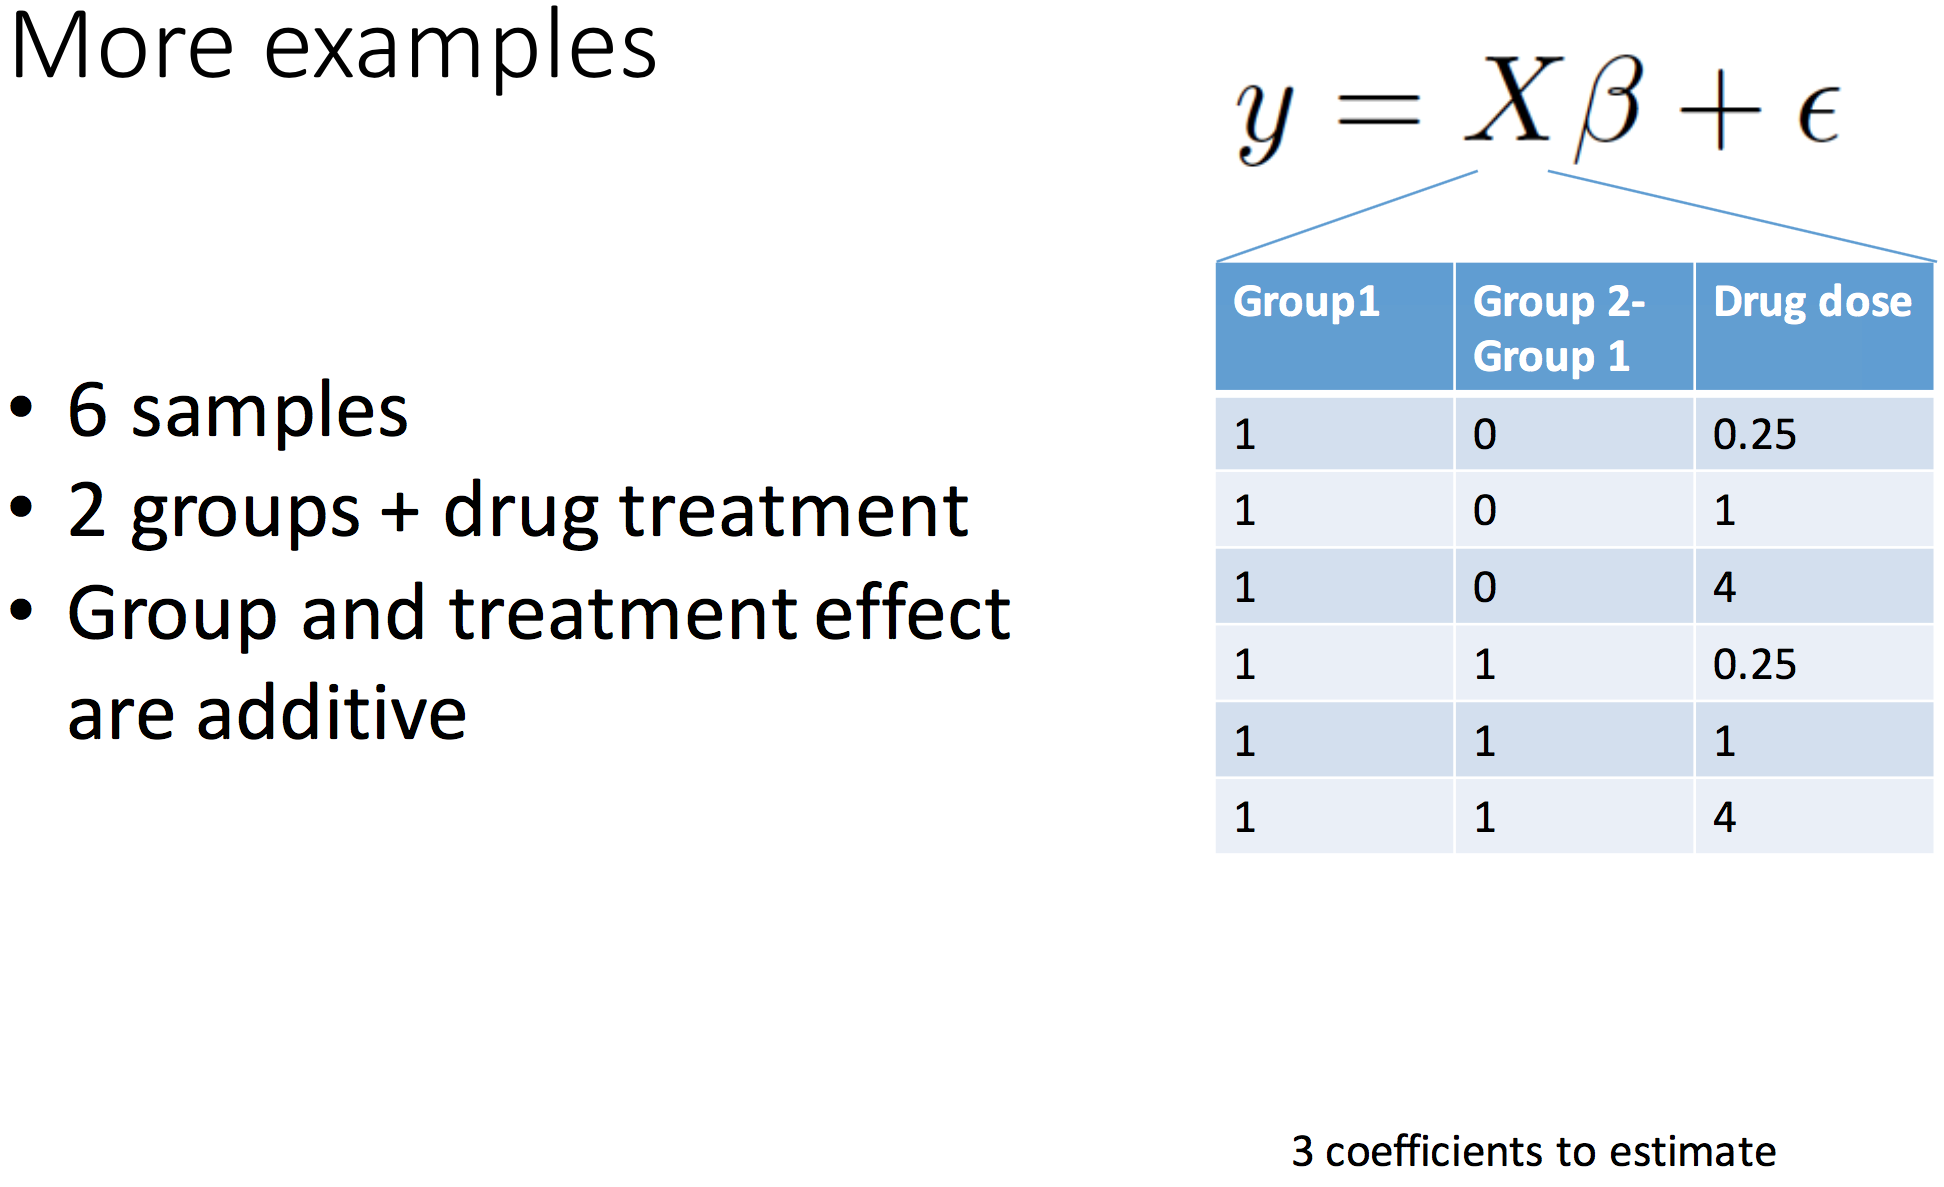 More examples
y = Xβ + ϵ
• 6 samples
• 2 groups + drug treatment
• Group and treatment effect
are additive
Group1 Group 2- Drug dose
Group 1
1 0 0.25
1 0 1
1 0 4
1 1 0.25
1 1 1
1 1 4
3 coefficients to estimate